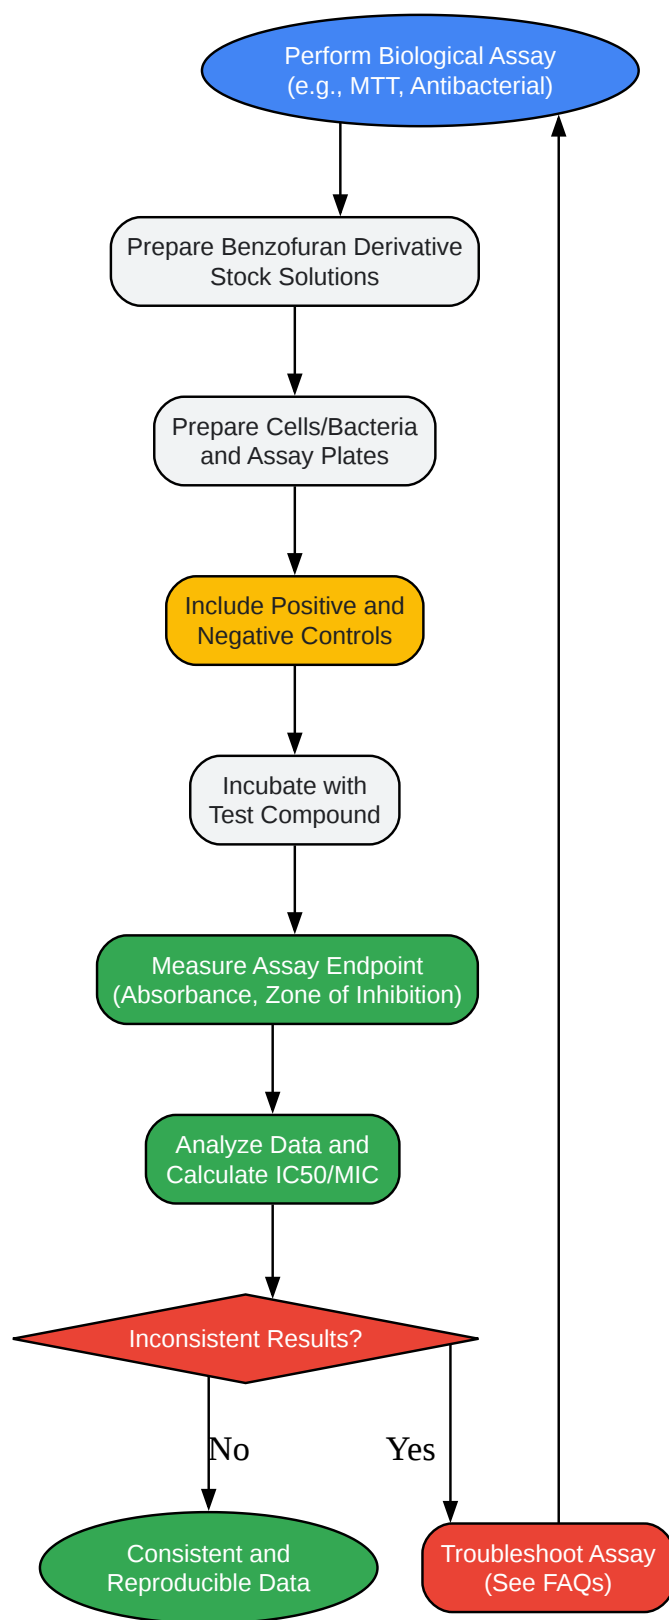 Perform Biological Assay
(e.g., MTT, Antibacterial)
Prepare Benzofuran Derivative
Stock Solutions
Prepare Cells/Bacteria
and Assay Plates
Include Positive and
Negative Controls
Incubate with
Test Compound
Measure Assay Endpoint
(Absorbance, Zone of Inhibition)
Analyze Data and
Calculate IC50/MIC
Inconsistent Results?
No
Yes
Consistent and
Reproducible Data
Troubleshoot Assay
(See FAQs)